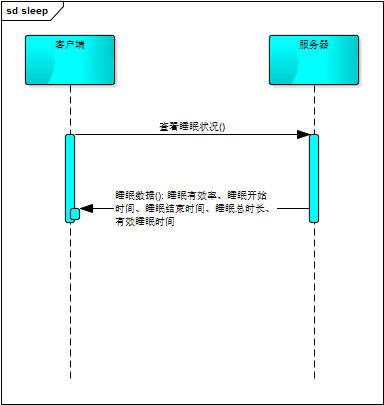 sd sleep
客户端
服务器
查看睡眠状况()
睡眠数据(): 睡眠有效率、睡眠开始
时间、睡眠结束时间、睡眠总时长、
有效睡眠时间